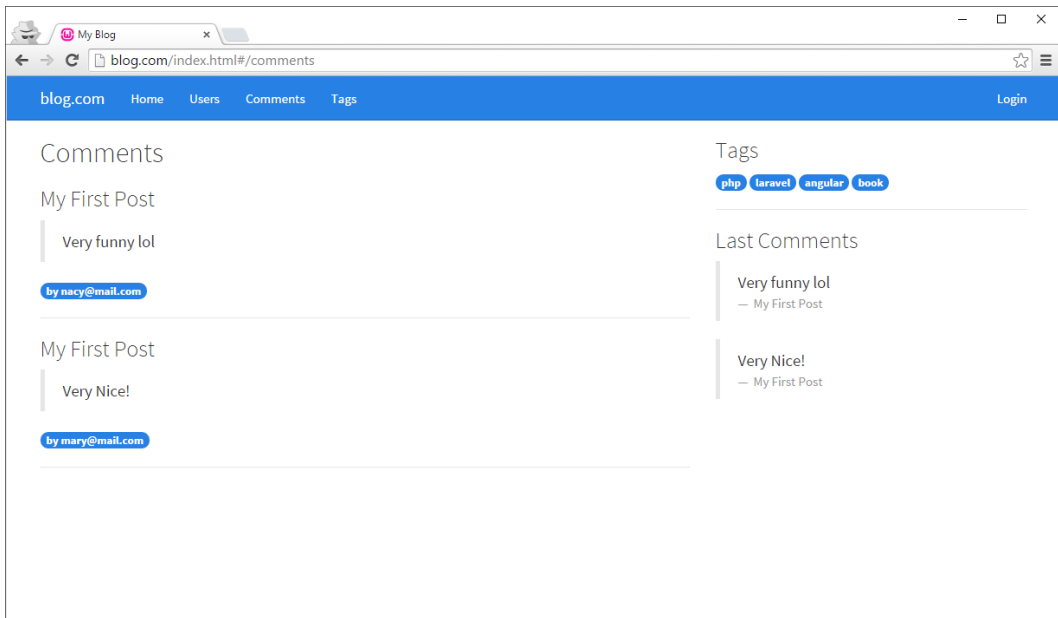 My Blog
blog.com/index.html#/comments
blog.com Home Users Comments Tags Login
Comments
My First Post
Very funny lol
by nacy@mail.com
My First Post
Very Nice!
by mary@mail.com
Tags
php laravel angular book
Last Comments
Very funny lol
— My First Post
Very Nice!
— My First Post